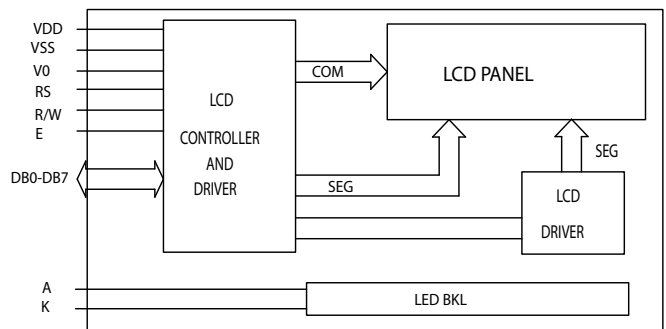 VDD
VSS
V0
RS
R/W
E
DB0-DB7
A
K
LCD
CONTROLLER
AND
DRIVER
COM
SEG
LCD PANEL
SEG
LCD
DRIVER
LED BKL